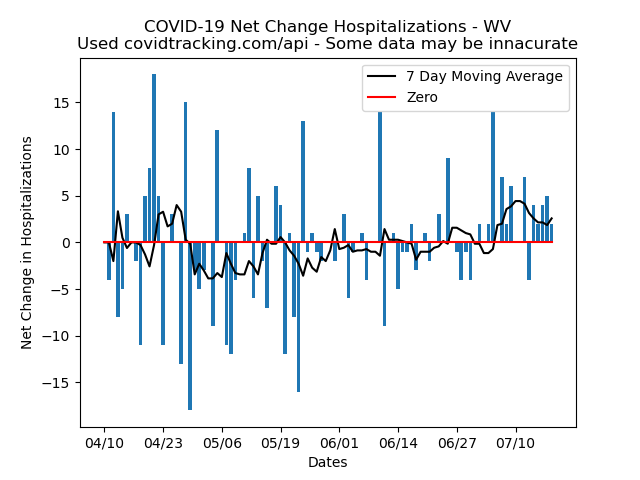 COVID-19 Net Change Hospitalizations - WV
Used covidtracking.com/api - Some data may be innacurate
7 Day Moving Average
Zero
Net Change in Hospitalizations
15
10
5
0
−5
−10
−15
04/10 04/23 05/06 05/19 06/01 06/14 06/27 07/10
Dates